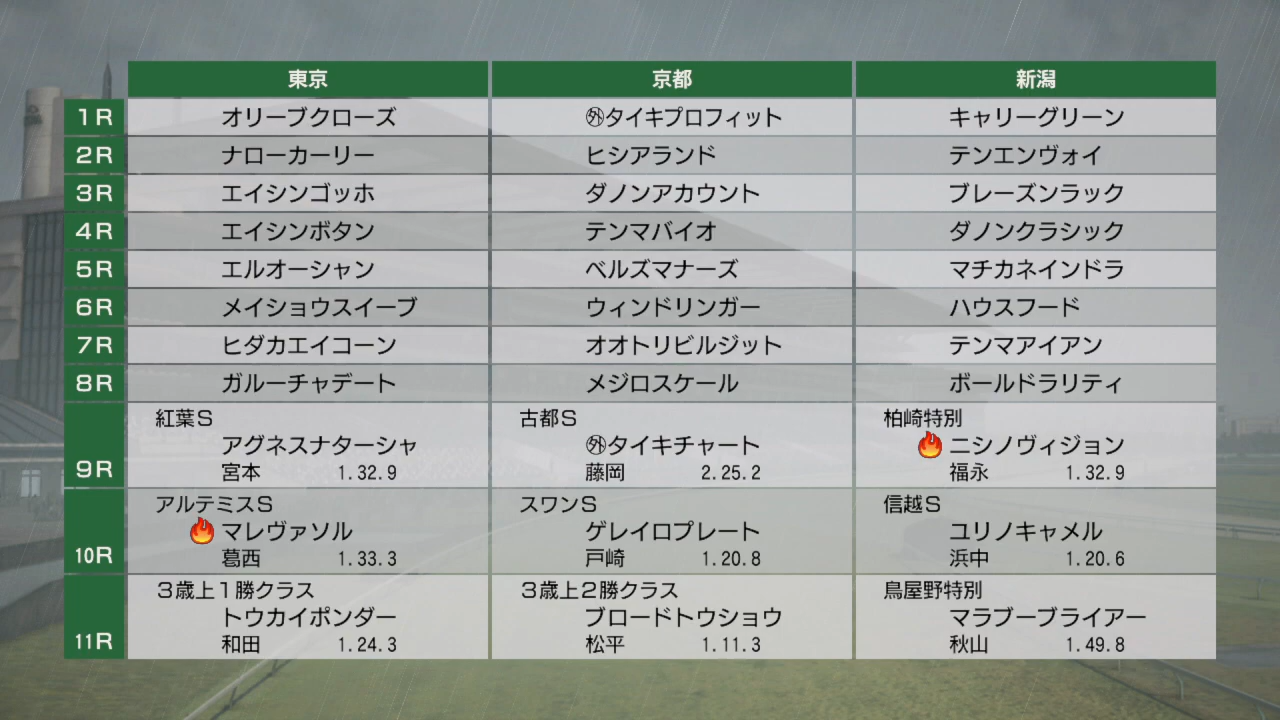 東京 京都 新潟
1R オリーブクローズ ㊕タイキプロフィット キャリーグリーン
2R ナローカーリー ヒシアランド テンエンヴォイ
3R エイシンゴッホ ダノンアカウント ブレーズンラック
4R エイシンボタン テンマバイオ ダノンクラシック
5R エルオーシャン ベルズマナーズ マチカネインドラ
6R メイショウスイーブ ウィンドリンガー ハウスフード
7R ヒダカエイコーン オオトリビルジット テンマアイアン
8R ガルーチャデート メジロスケール ボールドラリティ
紅葉S 古都S 柏崎特別
9R アグネスナターシャ 外タイキチャート ニシノヴィジョン
宮本 1.32.9 藤岡 2.25.2 福永 1.32.9
アルテミスS スワンS 信越S
10R マレヴァソル ゲレイロプレート ユリノキャメル
葛西 1.33.3 戸崎 1.20.8 浜中 1.20.6
3歳上1勝クラス 3歳上2勝クラス 鳥屋野特別
11R トウカイポンダー ブロードトウショウ マラブーブライアー
和田 1.24.3 松平 1.11.3 秋山 1.49.8